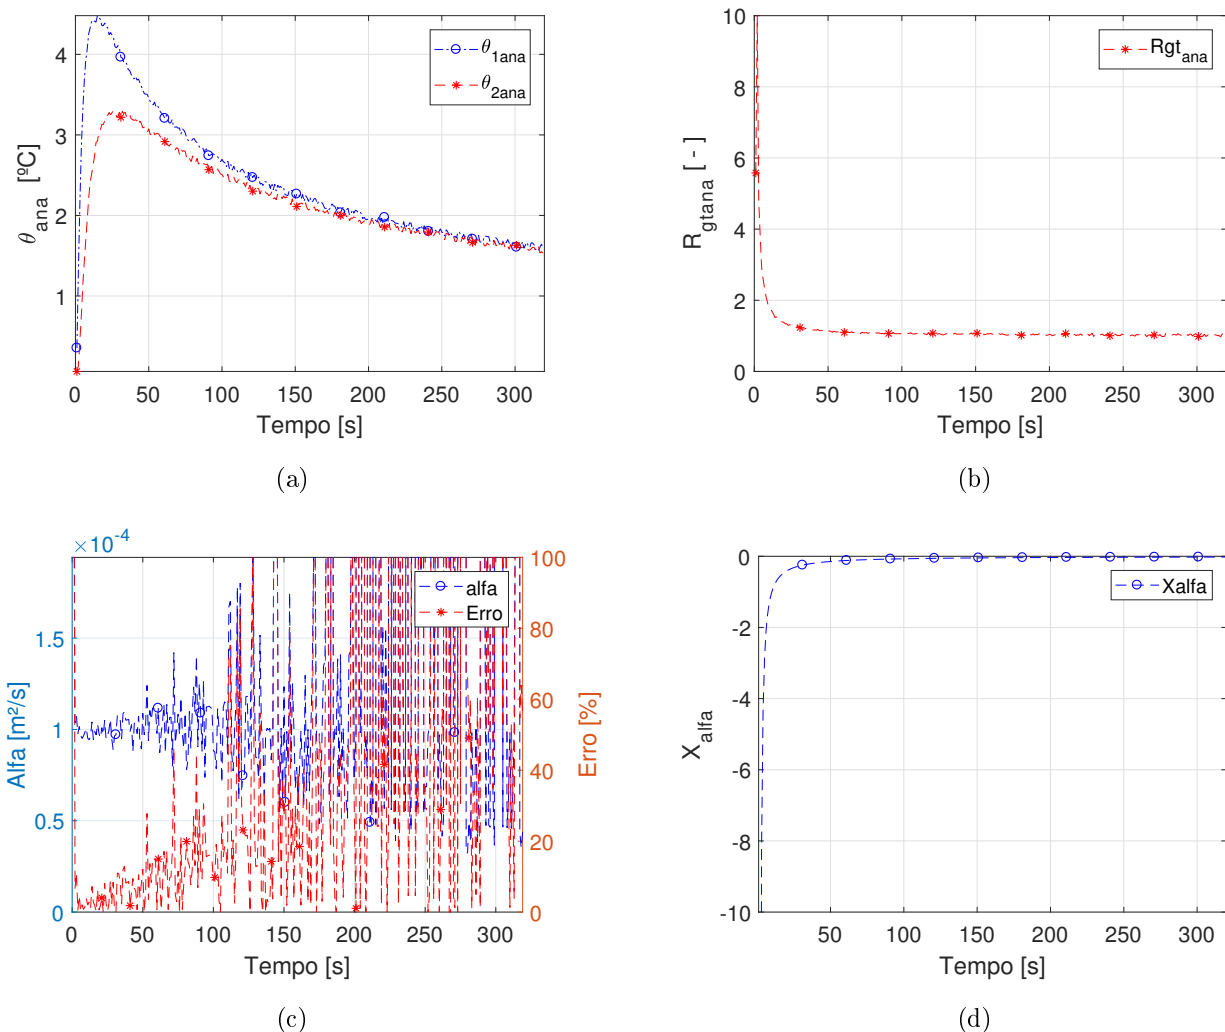 4
3
2
1
0 50 100 150 200 250 300
θ1ana
θ2ana
θana [ºC]
Tempo [s]
(a)
10
8
6
4
2
0
0 50 100 150 200 250 300
Rgtana
Rgtana [ - ]
Tempo [s]
(b)
×10-4
1.5
1
0.5
0
100
80
60
40
20
0
0 50 100 150 200 250 300
alfa
Erro
Alfa [m²/s]
Erro [%]
Tempo [s]
(c)
0
-2
-4
-6
-8
-10
50 100 150 200 250 300
Xalfa
Xalfa
Tempo [s]
(d)